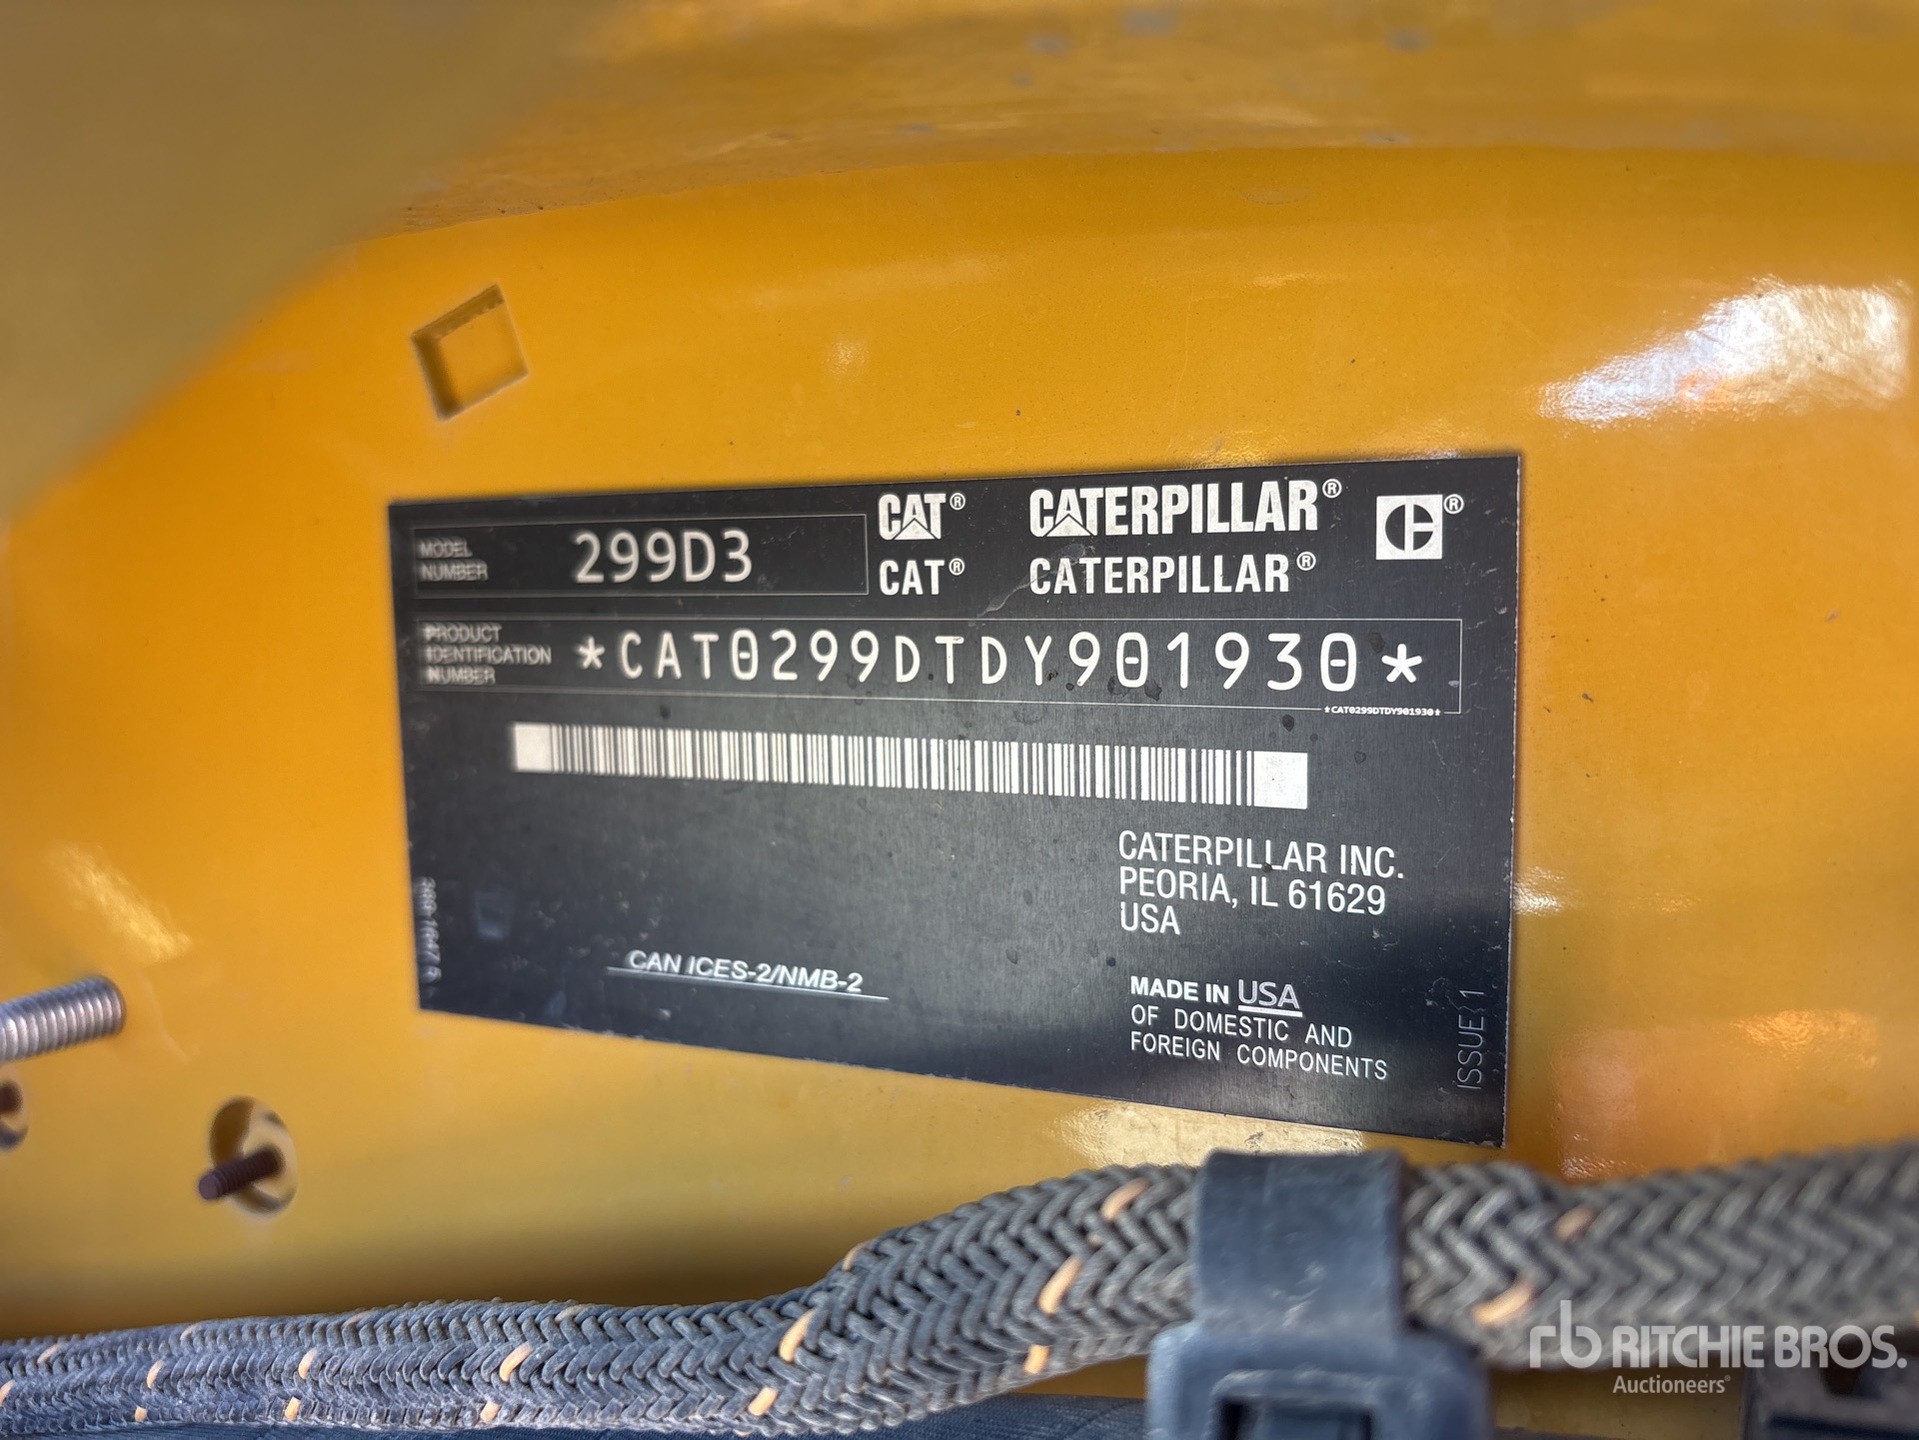 MODEL
NUMBER
299D3
CAT® CATERPILLAR® ®
CAT® CATERPILLAR®
PRODUCT
IDENTIFICATION
NUMBER
*CAT0299DTDY901930*
*CAT0299DTDY901930*
CATERPILLAR INC.
PEORIA, IL 61629
USA
CAN ICES-2/NMB-2
MADE IN USA
OF DOMESTIC AND
FOREIGN COMPONENTS
ISSUE 1
rb RITCHIE BROS.
Auctioneers®